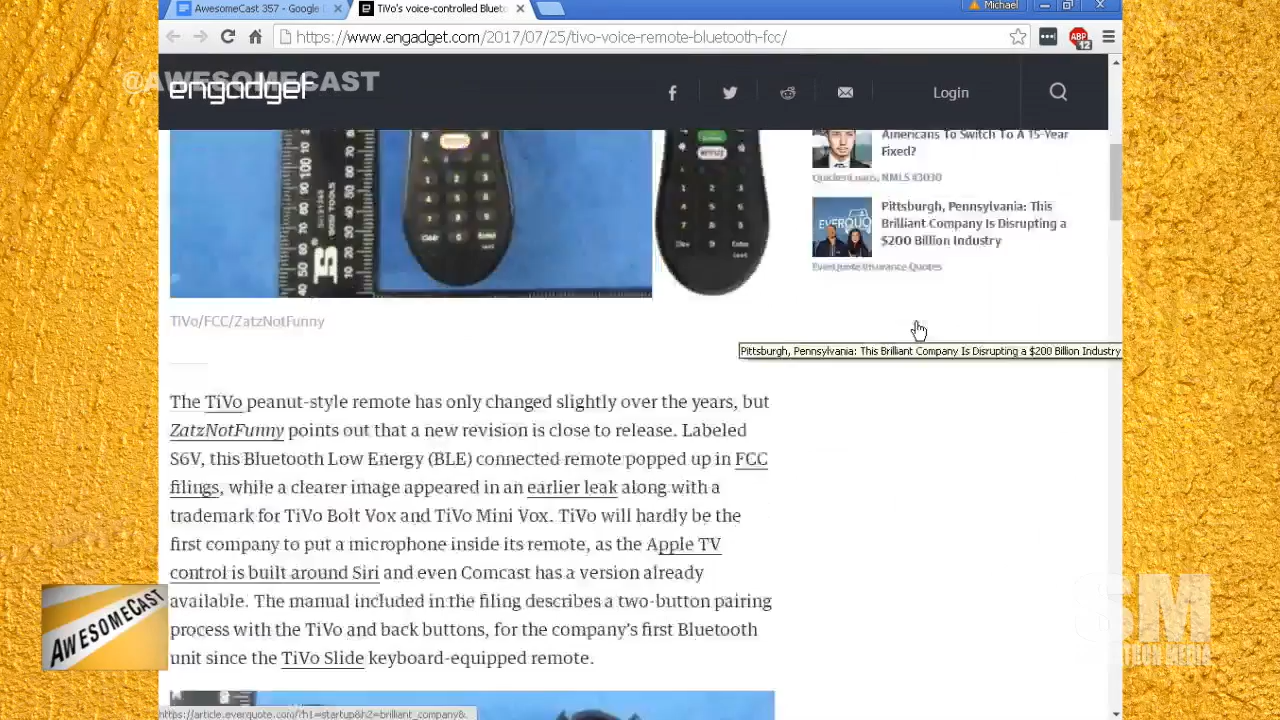 AwesomeCast 357 - Google D
TiVo's voice-controlled Blueto
Michael
https://www.engadget.com/2017/07/25/tivo-voice-remote-bluetooth-fcc/
ABP
12
@AWESOMECAST
engadget
Login
Americans To Switch To A 15-Year
Fixed?
QuickenLoans, NMLS #3030
EVERQUO
Pittsburgh, Pennsylvania: This
Brilliant Company Is Disrupting a
$200 Billion Industry
EverQuote Insurance Quotes
TiVo/FCC/ZatzNotFunny
Pittsburgh, Pennsylvania: This Brilliant Company Is Disrupting a $200 Billion Industry
The TiVo peanut-style remote has only changed slightly over the years, but
ZatzNotFunny points out that a new revision is close to release. Labeled
S6V, this Bluetooth Low Energy (BLE) connected remote popped up in FCC
filings, while a clearer image appeared in an earlier leak along with a
trademark for TiVo Bolt Vox and TiVo Mini Vox. TiVo will hardly be the
first company to put a microphone inside its remote, as the Apple TV
control is built around Siri and even Comcast has a version already
available. The manual included in the filing describes a two-button pairing
process with the TiVo and back buttons, for the company's first Bluetooth
unit since the TiVo Slide keyboard-equipped remote.
AWESOMECAST
SM
TECH MEDIA
https://article.everquote.com/?h1=startup&h2=brilliant_company&